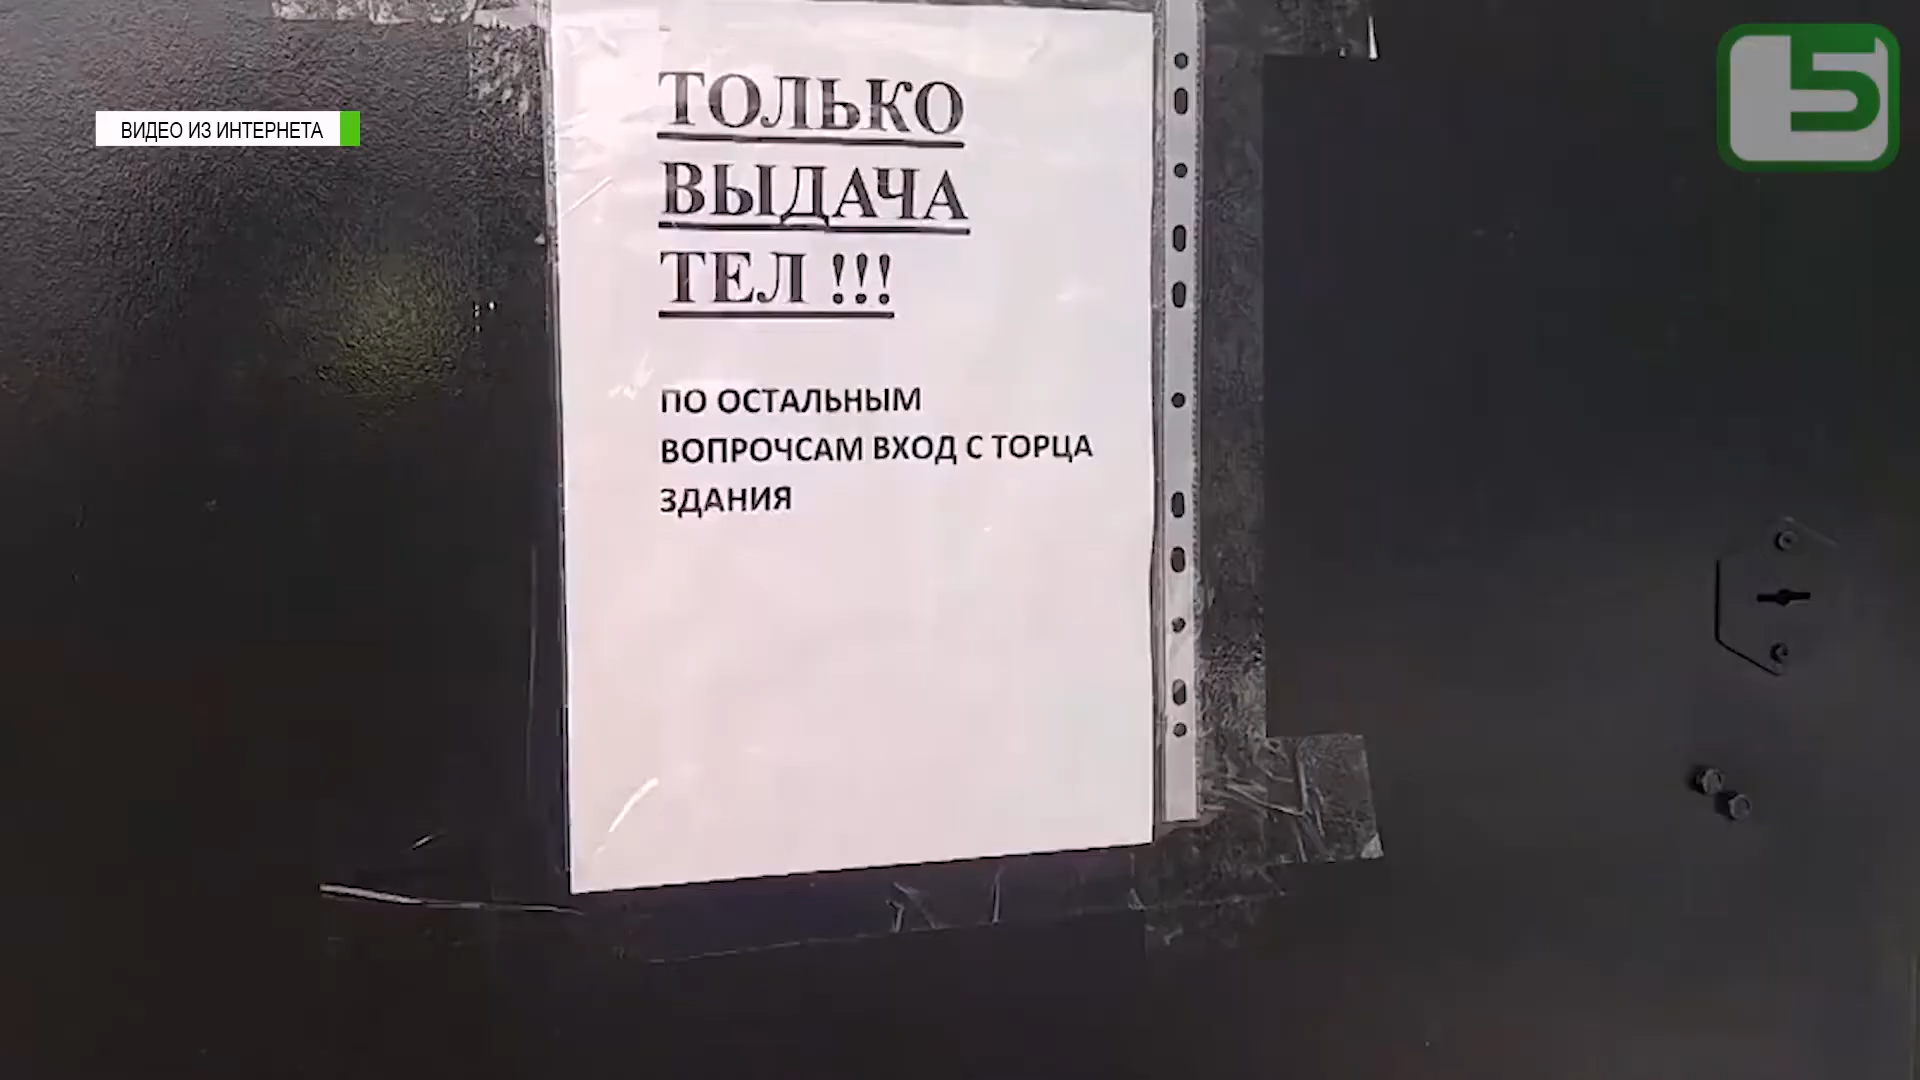 ВИДЕО ИЗ ИНТЕРНЕТА
ТОЛЬКО
ВЫДАЧА
ТЕЛ !!!
ПО ОСТАЛЬНЫМ
ВОПРОЧСАМ ВХОД С ТОРЦА
ЗДАНИЯ